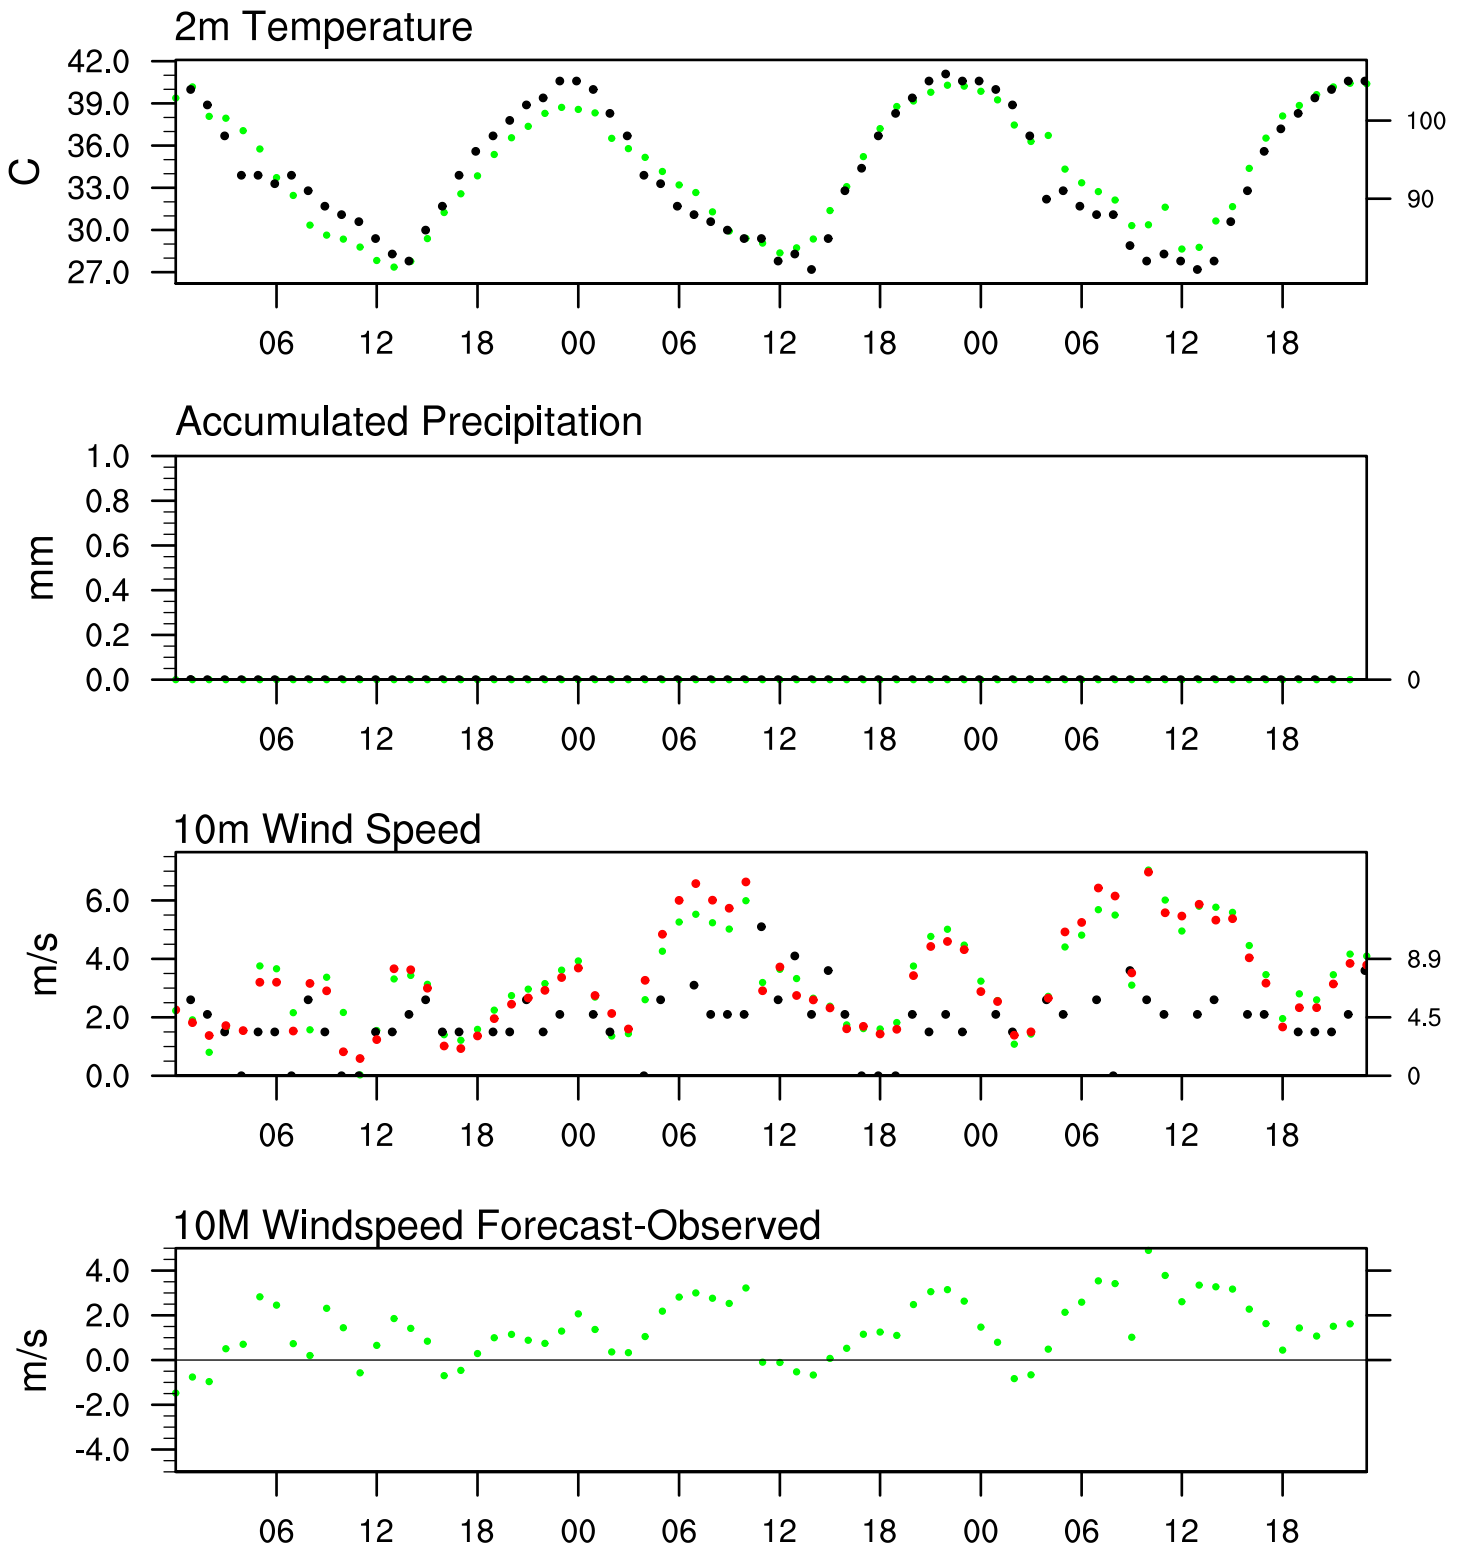 2m Temperature
42.0
39.0
36.0
33.0
30.0
27.0
C
100
90
06 12 18 00 06 12 18 00 06 12 18
Accumulated Precipitation
1.0
0.8
0.6
0.4
0.2
0.0
mm
0
06 12 18 00 06 12 18 00 06 12 18
10m Wind Speed
6.0
4.0
2.0
0.0
m/s
8.9
4.5
0
06 12 18 00 06 12 18 00 06 12 18
10M Windspeed Forecast-Observed
4.0
2.0
0.0
-2.0
-4.0
m/s
06 12 18 00 06 12 18 00 06 12 18